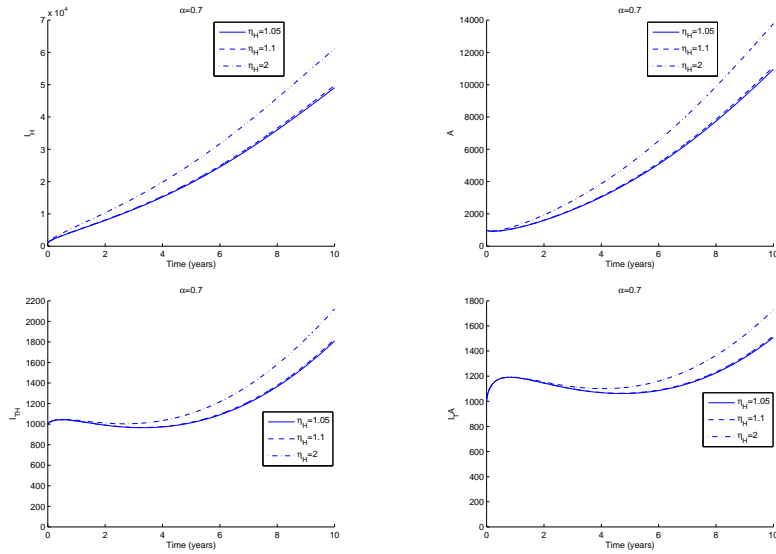 x 10^4
α=0.7
7
6
5
4
3
2
1
0
I_H
η_H=1.05
η_H=1.1
η_H=2
0 2 4 6 8 10
Time (years)
α=0.7
14000
12000
10000
8000
6000
4000
2000
0
A
η_H=1.05
η_H=1.1
η_H=2
0 2 4 6 8 10
Time (years)
α=0.7
2200
2000
1800
1600
1400
1200
1000
800
600
400
200
0
I_TH
η_H=1.05
η_H=1.1
η_H=2
0 2 4 6 8 10
Time (years)
α=0.7
1800
1600
1400
1200
1000
800
600
400
200
0
I_TA
η_H=1.05
η_H=1.1
η_H=2
0 2 4 6 8 10
Time (years)